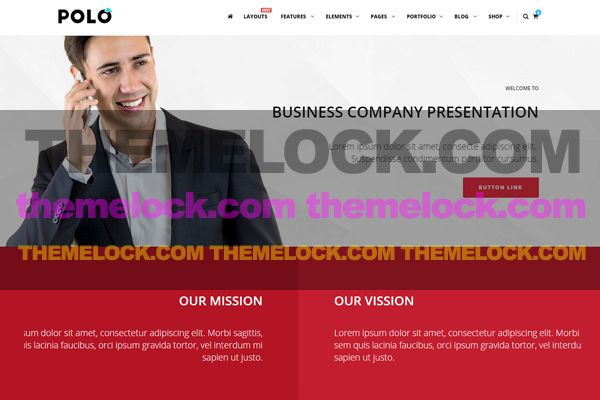 POLO
HOT
LAYOUTS FEATURES ELEMENTS PAGES PORTFOLIO BLOG SHOP
WELCOME TO
BUSINESS COMPANY PRESENTATION
THEMELOCK.COM
Lorem ipsum dolor sit amet, consecte adipiscing elit.
Suspendisse condimentum porttitor cursumus.
BUTTON LINK
themelock.com themelock.com
THEMELOCK.COM THEMELOCK.COM THEMELOCK.COM
OUR MISSION
sum dolor sit amet, consectetur adipiscing elit. Morbi sagittis,
is lacinia faucibus, orci ipsum gravida tortor, vel interdum mi
sapien ut justo.
OUR VISSION
Lorem ipsum dolor sit amet, consectetur adipiscing elit. Morbi
sem quis lacinia faucibus, orci ipsum gravida tortor, vel interdum
sapien ut justo.